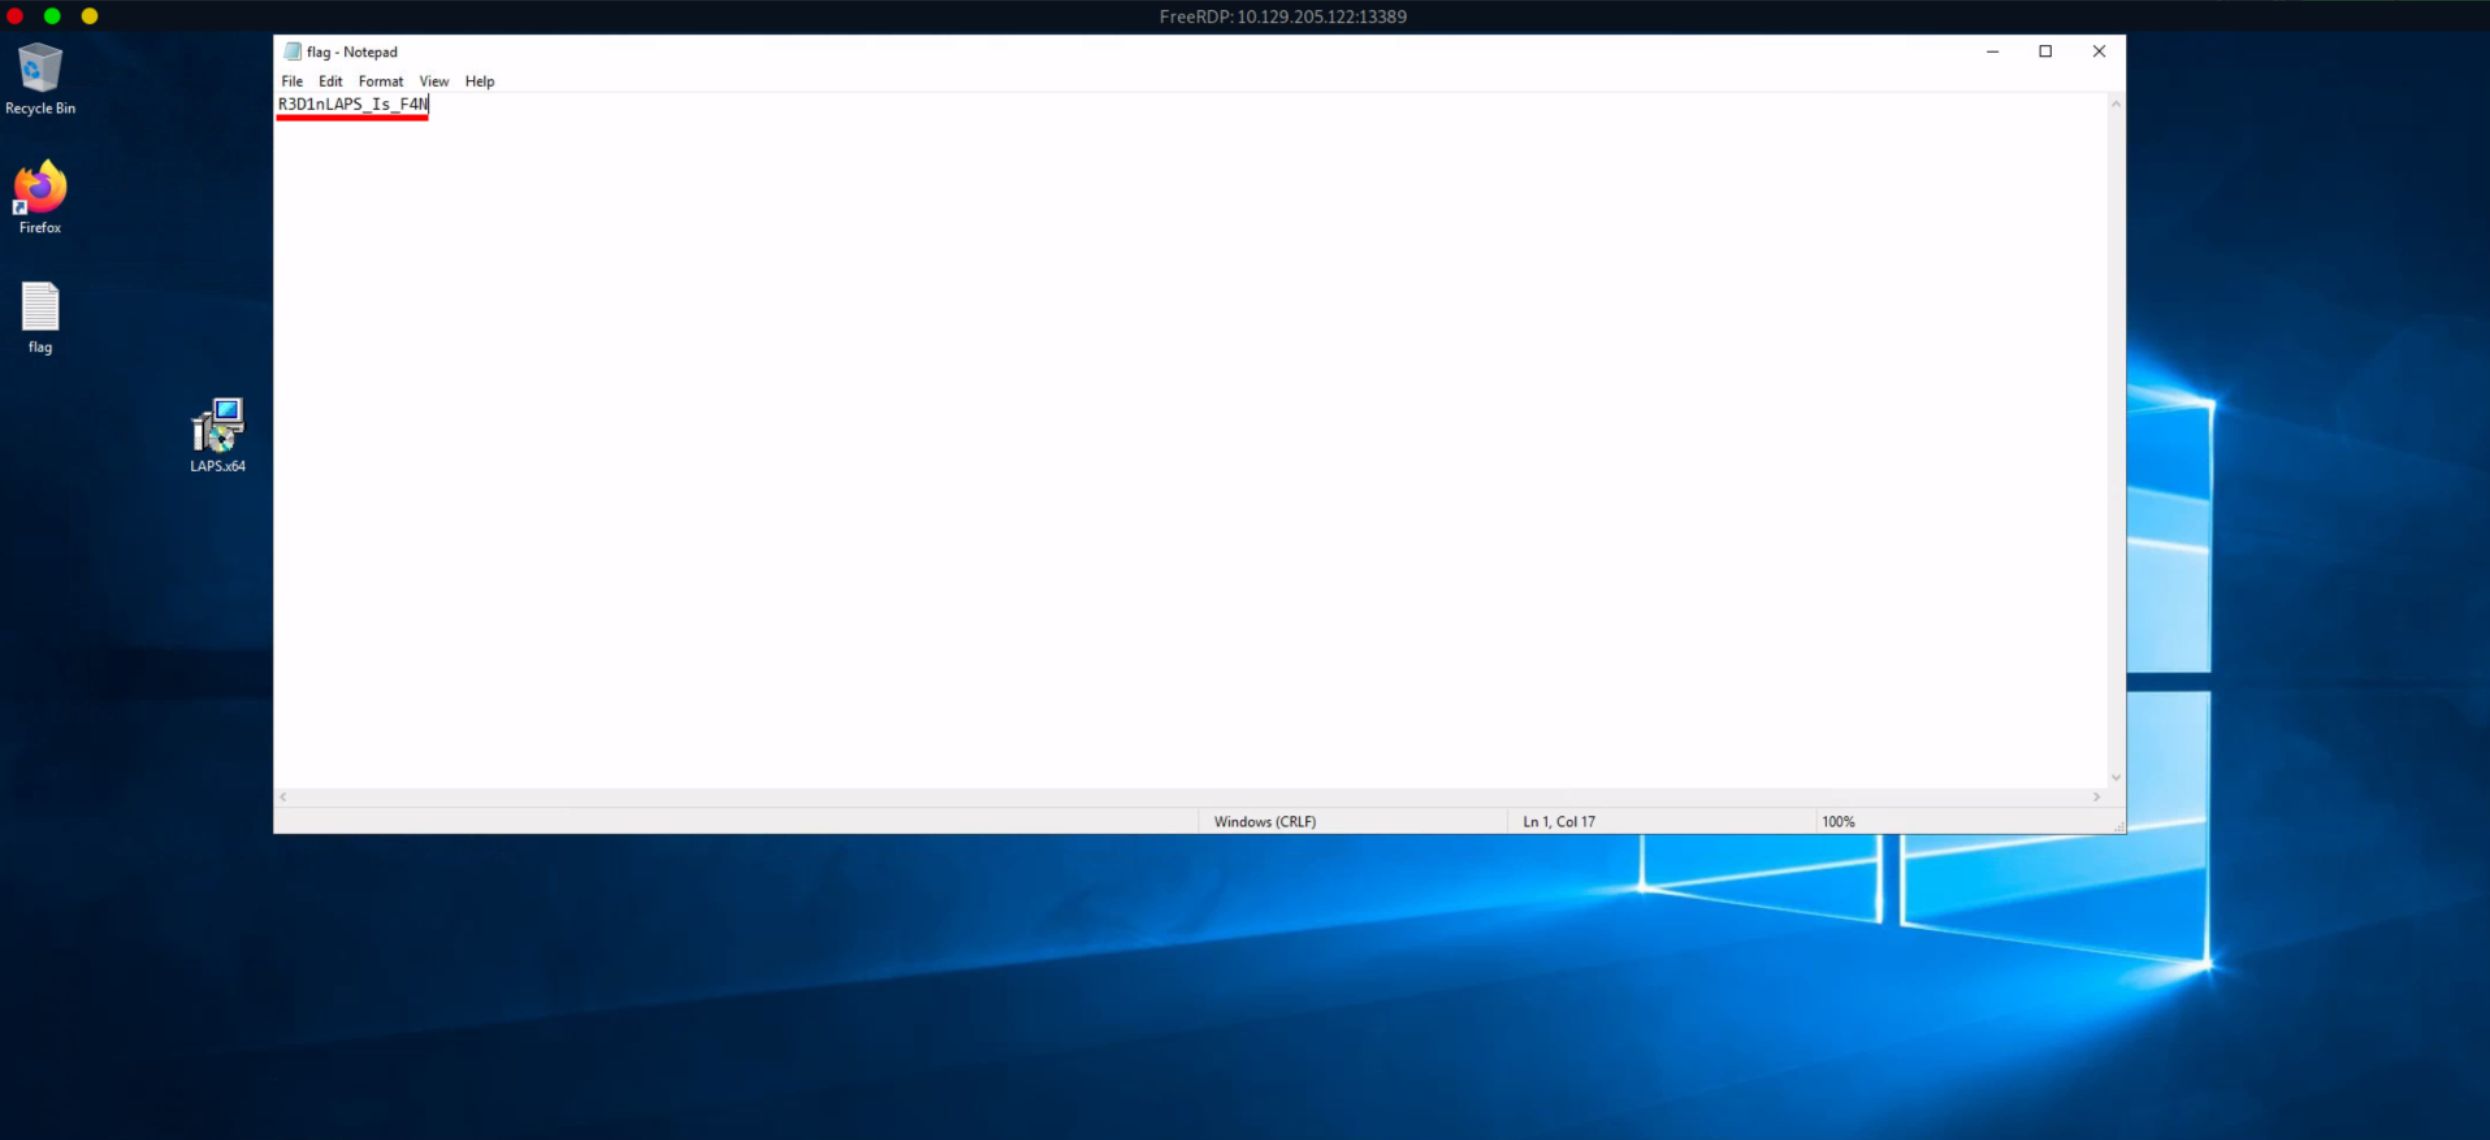 FreeRDP: 10.129.205.122:13389
flag - Notepad
File Edit Format View Help
R3D1nLAPS_Is_F4N
Recycle Bin
Firefox
flag
LAPS.x64
Windows (CRLF)
Ln 1, Col 17
100%